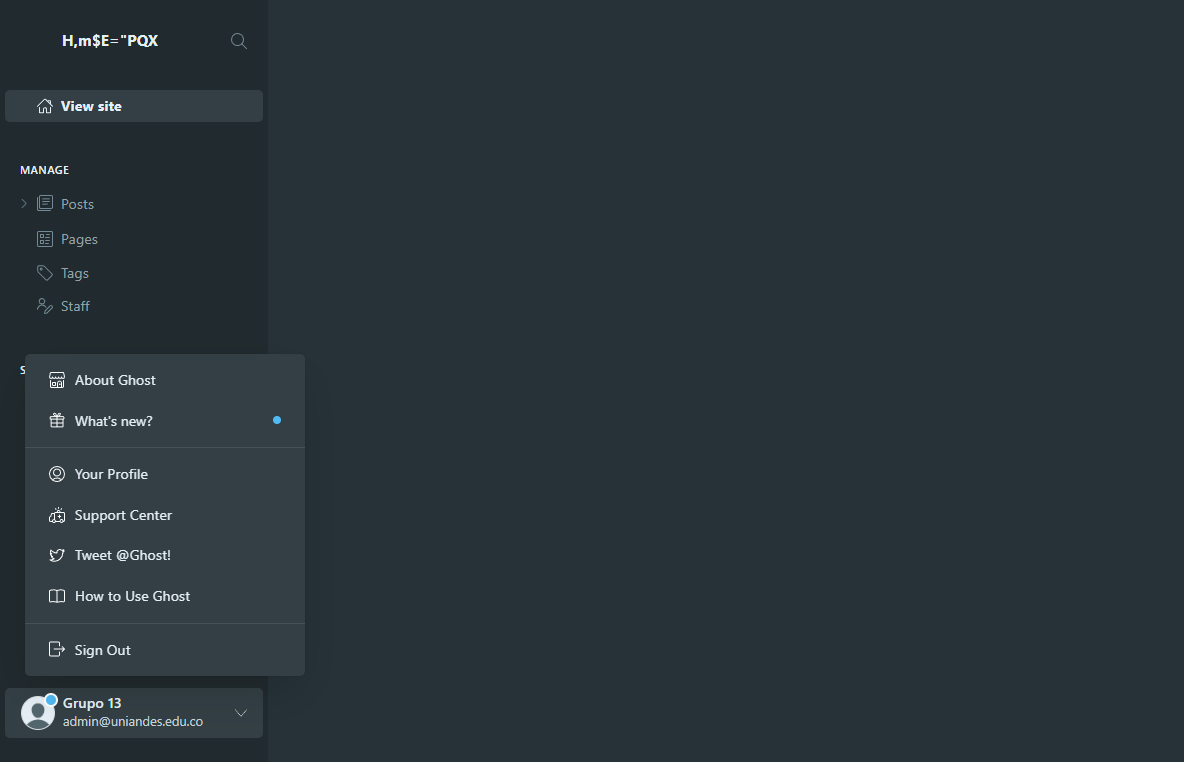 H,m$E="PQX
View site
MANAGE
Posts
Pages
Tags
Staff
About Ghost
What's new?
Your Profile
Support Center
Tweet @Ghost!
How to Use Ghost
Sign Out
Grupo 13
admin@uniandes.edu.co